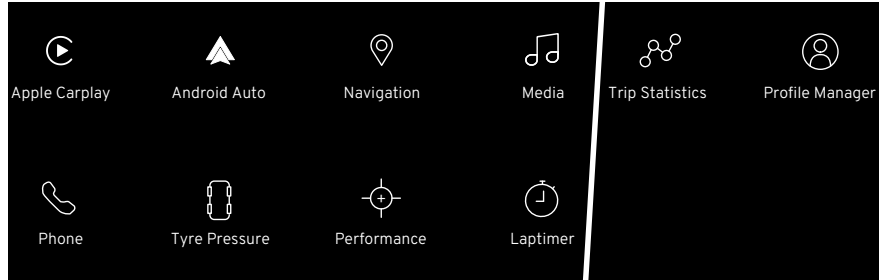 Apple Carplay
Android Auto
Navigation
Media
Trip Statistics
Profile Manager
Phone
Tyre Pressure
Performance
Laptimer